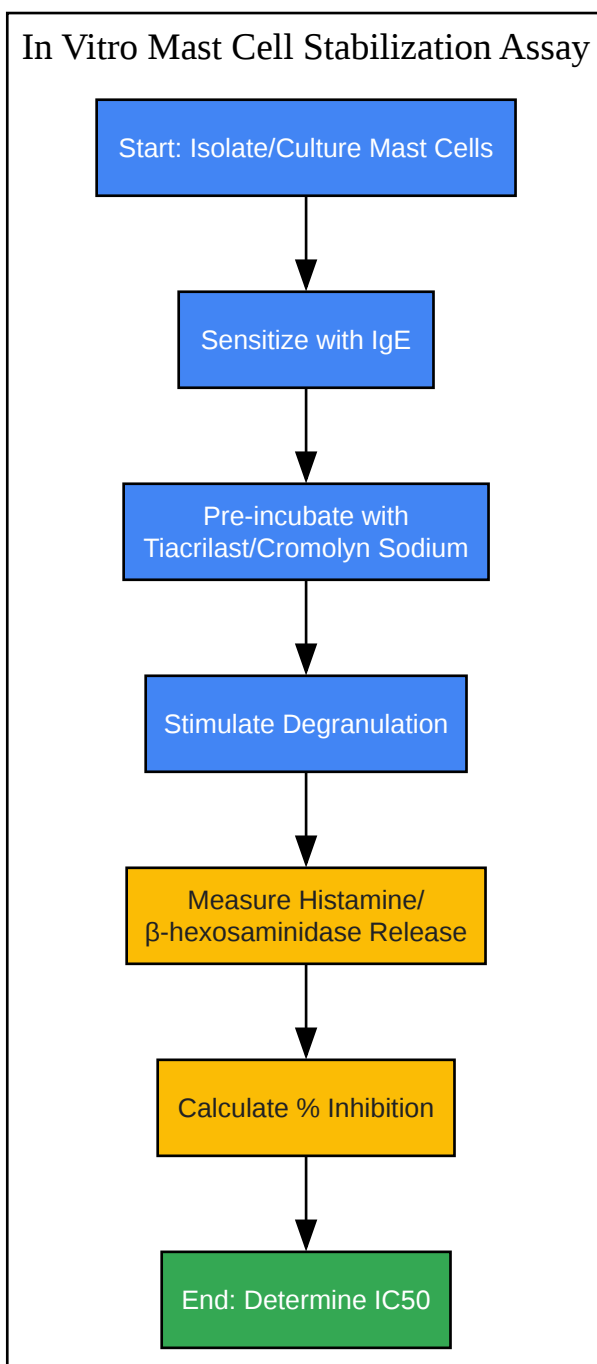 In Vitro Mast Cell Stabilization Assay
Start: Isolate/Culture Mast Cells
Sensitize with IgE
Pre-incubate with
Tiacrilast/Cromolyn Sodium
Stimulate Degranulation
Measure Histamine/
β-hexosaminidase Release
Calculate % Inhibition
End: Determine IC50